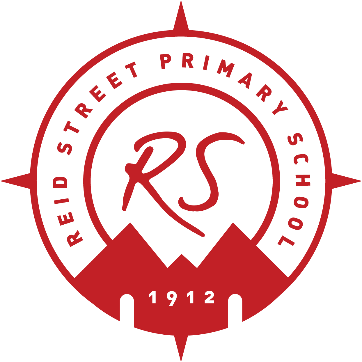 REID STREET PRIMARY SCHOOL
RS
1912